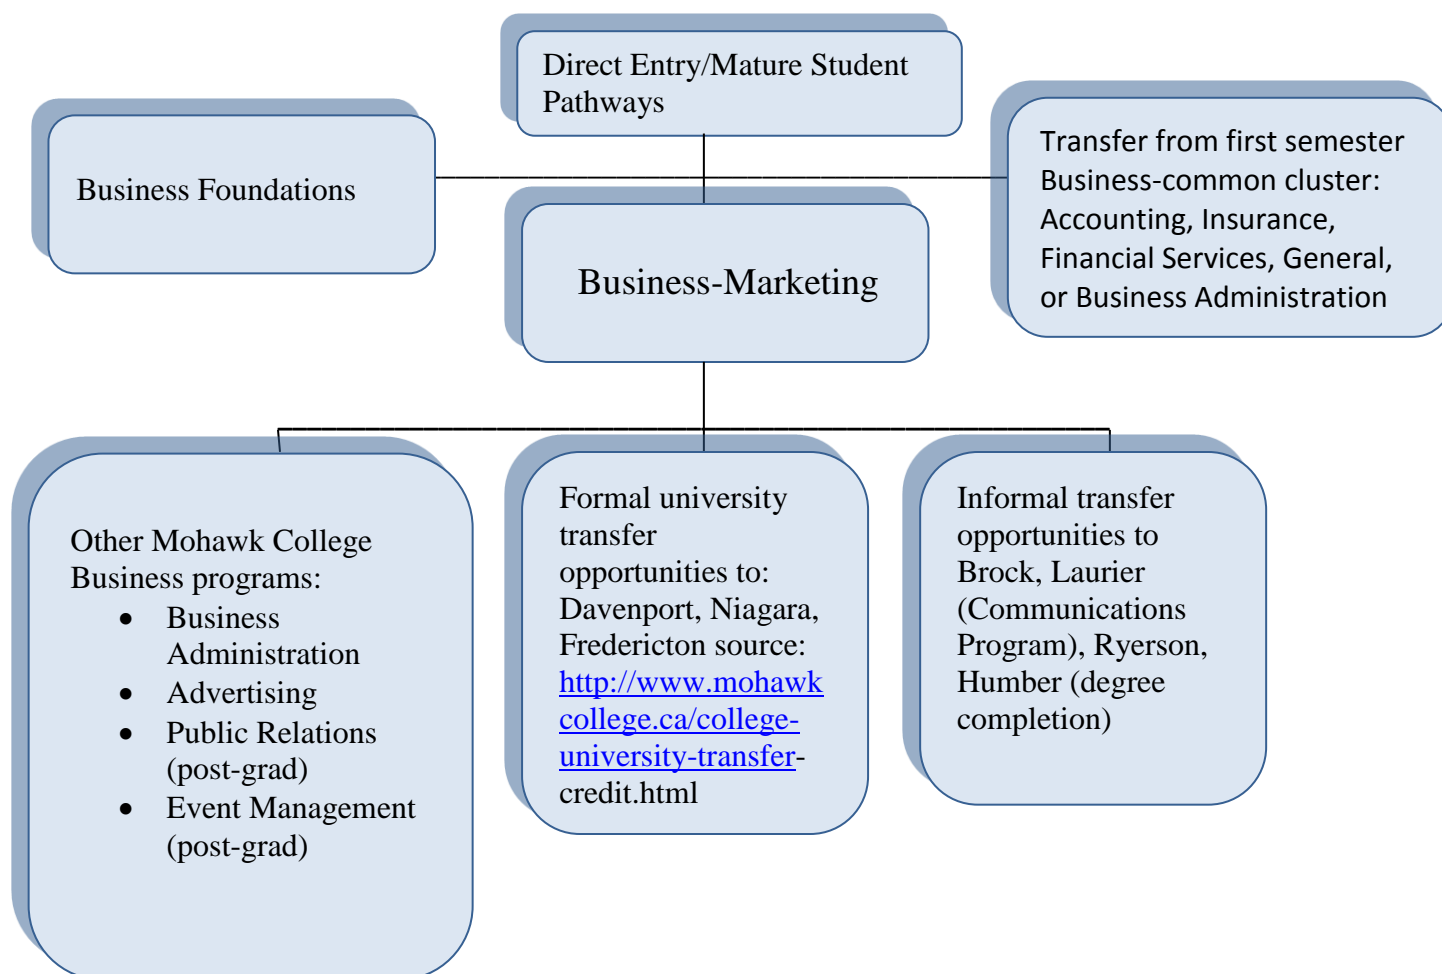 Direct Entry/Mature Student
Pathways
Business Foundations
Transfer from first semester
Business-common cluster:
Accounting, Insurance,
Financial Services, General,
or Business Administration
Business-Marketing
Other Mohawk College
Business programs:
• Business
Administration
• Advertising
• Public Relations
(post-grad)
• Event Management
(post-grad)
Formal university
transfer
opportunities to:
Davenport, Niagara,
Fredericton source:
http://www.mohawk
college.ca/college-
university-transfer-
credit.html
Informal transfer
opportunities to
Brock, Laurier
(Communications
Program), Ryerson,
Humber (degree
completion)